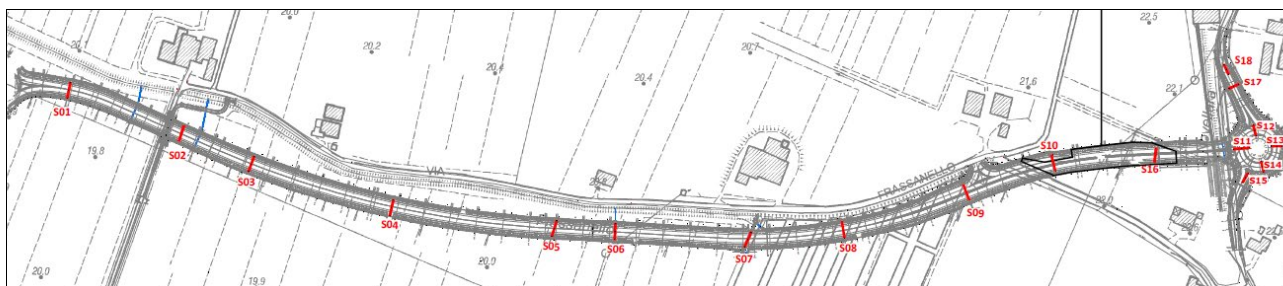 20.0
20.2
20.7
22.5
20.4
20.4
21.6
22.1
19.8
S01
S02
S03
S04
S05
S06
S07
S08
S09
S10
S16
S11
S12
S13
S14
S15
S17
S18
VIA
FRASSANELLO
20.0
19.9
20.0